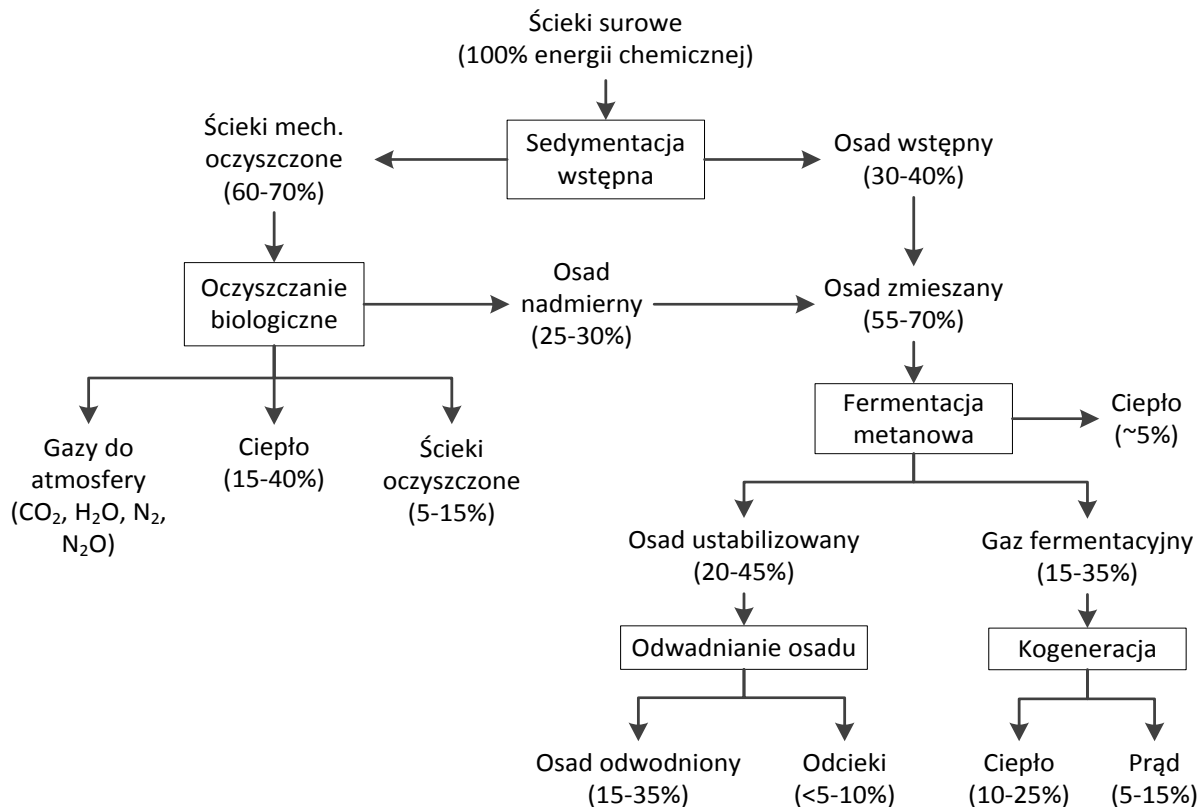 Ścieki surowe
(100% energii chemicznej)
Ścieki mech.
oczyszczone
(60-70%)
Sedymentacja
wstępna
Osad wstępny
(30-40%)
Oczyszczanie
biologiczne
Osad
nadmierny
(25-30%)
Osad zmieszany
(55-70%)
Fermentacja
metanowa
Ciepło
(~5%)
Gazy do
atmosfery
(CO₂, H₂O, N₂,
N₂O)
Ciepło
(15-40%)
Ścieki
oczyszczone
(5-15%)
Osad ustabilizowany
(20-45%)
Gaz fermentacyjny
(15-35%)
Odwadnianie osadu
Kogeneracja
Osad odwodniony
(15-35%)
Odcieki
(<5-10%)
Ciepło
(10-25%)
Prąd
(5-15%)